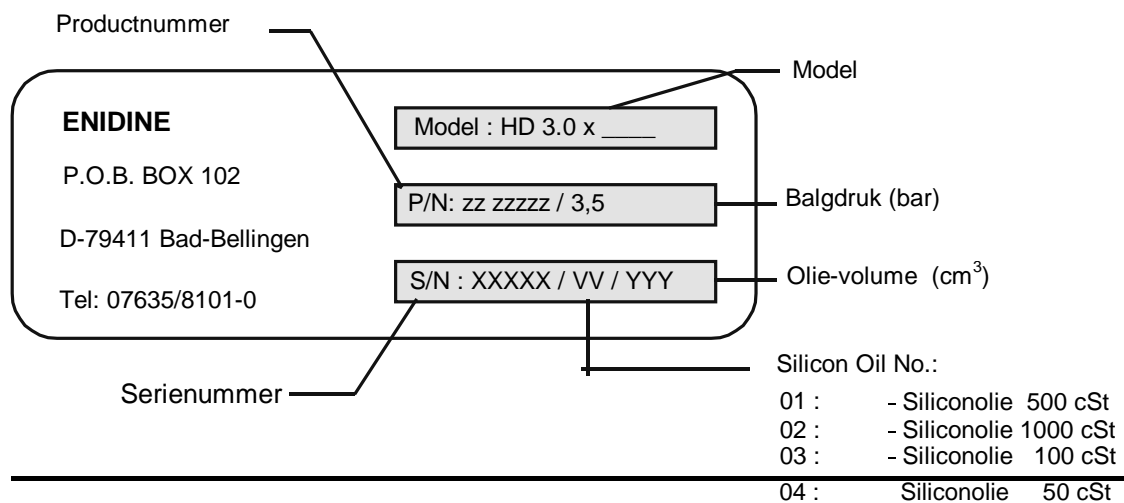 Productnummer
Model
ENIDINE
Model : HD 3.0 x ____
P.O.B. BOX 102
P/N: zz zzzzz / 3,5
Balgdruk (bar)
D-79411 Bad-Bellingen
S/N : XXXXX / VV / YYY
Olie-volume (cm³)
Tel: 07635/8101-0
Serienummer
Silicon Oil No.:
01 : - Siliconolie 500 cSt
02 : - Siliconolie 1000 cSt
03 : - Siliconolie 100 cSt
04 : Siliconolie 50 cSt